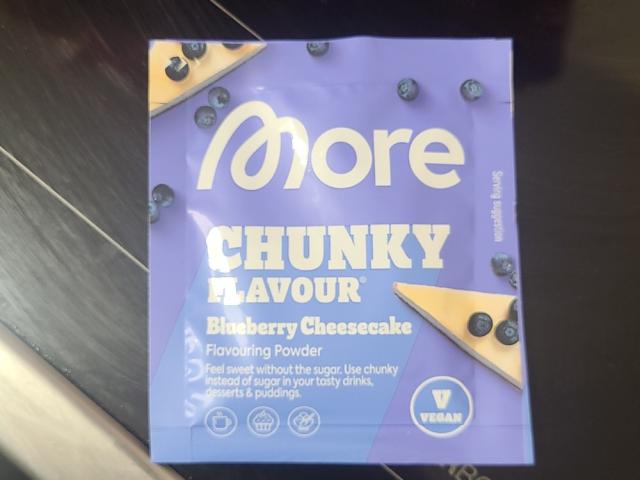 More
CHUNKY
FLAVOUR®
Blueberry Cheesecake
Flavouring Powder
Feel sweet without the sugar. Use chunky
instead of sugar in your tasty drinks,
desserts & puddings.
V
VEGAN
Serving suggestion